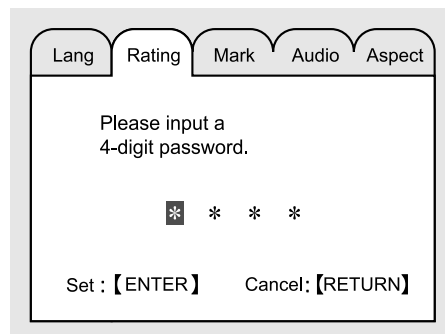 Lang Rating Mark Audio Aspect
Please input a
4-digit password.
* * * *
Set :【ENTER】 Cancel:【RETURN】